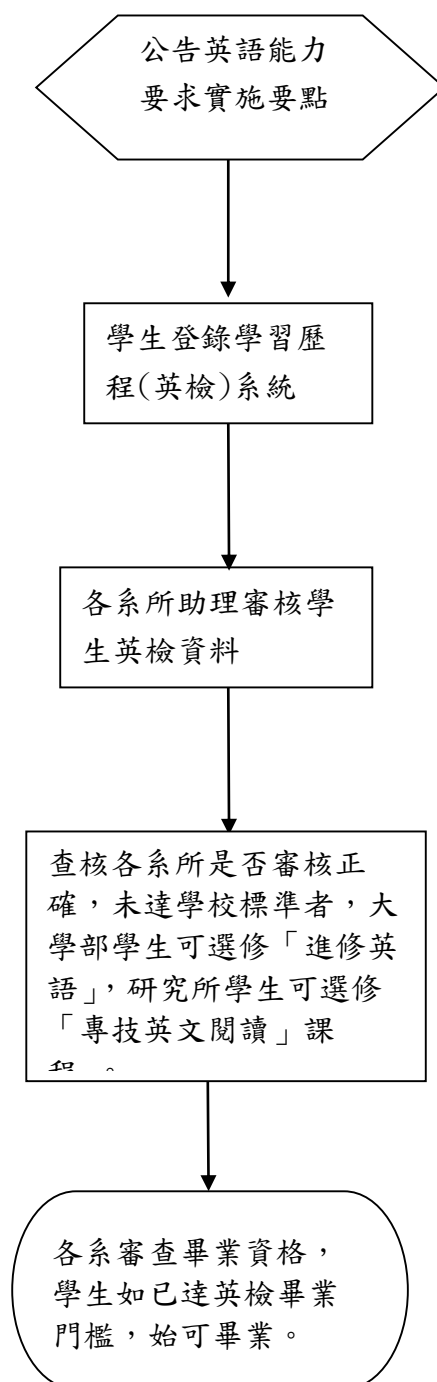 公告英語能力
要求實施要點
學生登錄學習歷
程(英檢)系統
各系所助理審核學
生英檢資料
查核各系所是否審核正
確，未達學校標準者，大
學部學生可選修「進修英
語」，研究所學生可選修
「專技英文閱讀」課
程。
各系審查畢業資格，
學生如已達英檢畢業
門檻，始可畢業。